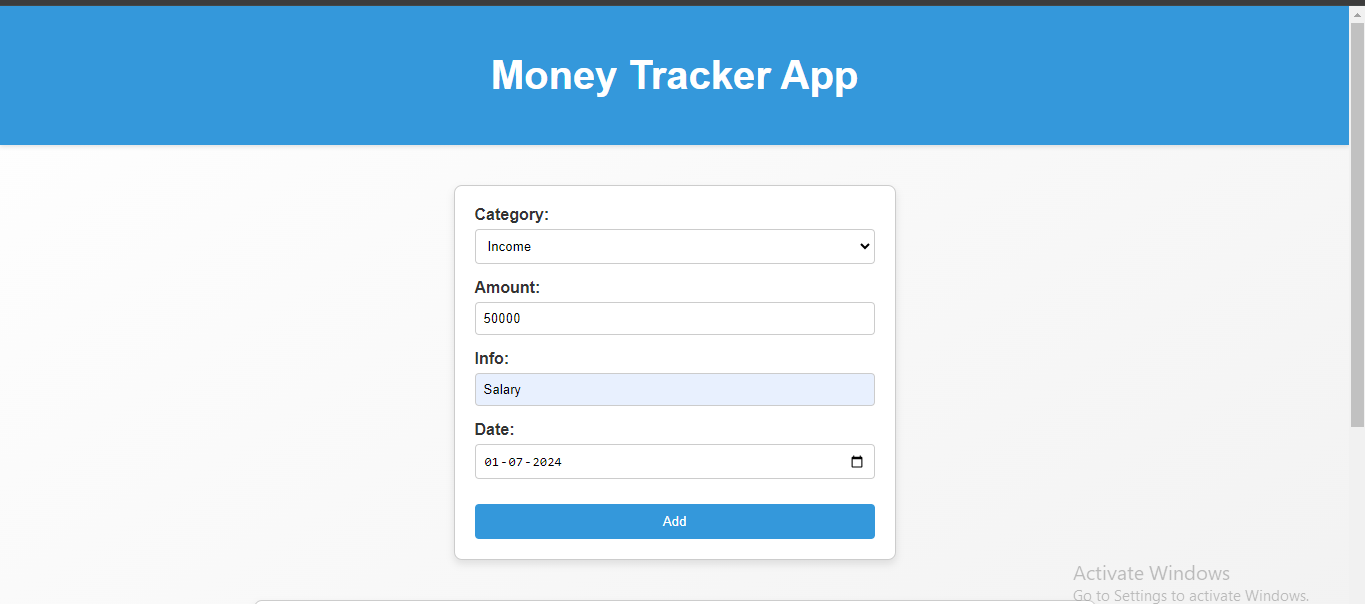 Money Tracker App
Category:
Income
Amount:
50000
Info:
Salary
Date:
01-07-2024
Add
Activate Windows
Go to Settings to activate Windows.